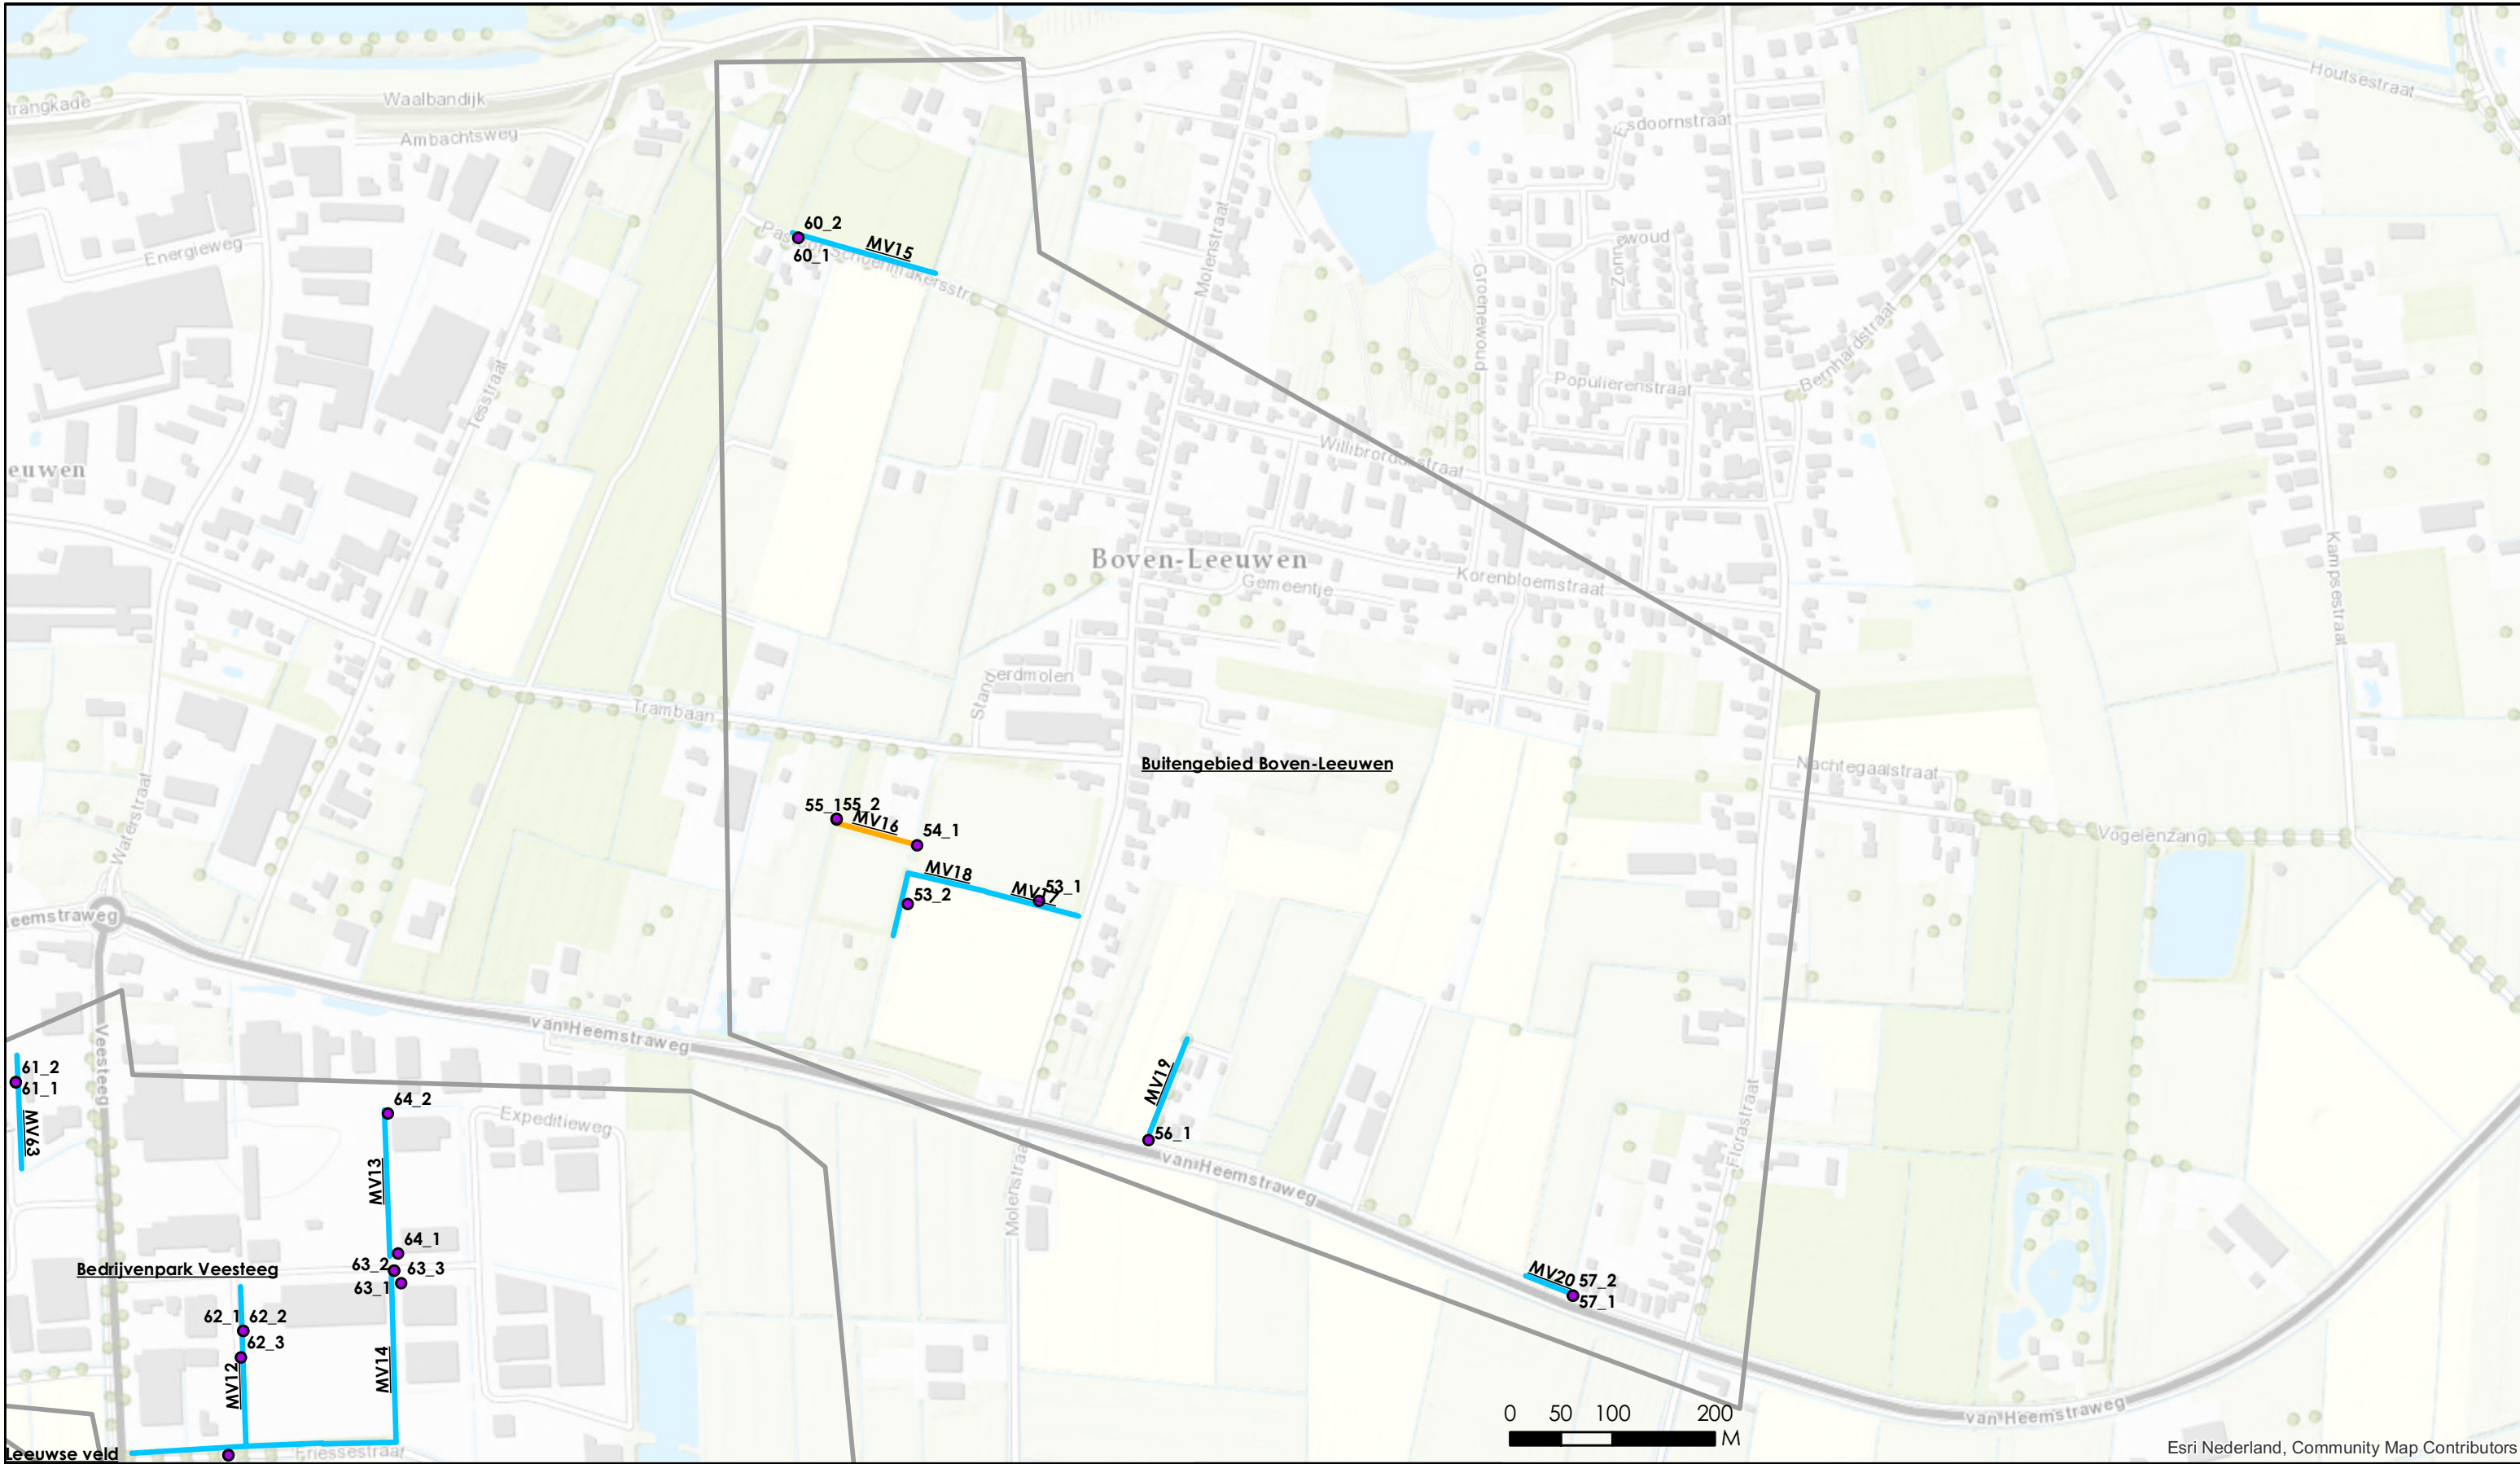 Houtsestraat
trangkade
Waalbandijk
Ambachtsweg
Esdoornstraat
Energieweg
Molenstraat
60_2
MV15
60_1
Zonnewoud
Groenewoud
Tesstraat
Bernhardstraat
Populierenstraat
Willibrordusstraat
euwen
Kampsestraat
Boven-Leeuwen
Gemeentje
Korenbloemstraat
Standerdmolen
Trambaan
Buitengebied Boven-Leeuwen
Nachtegaalstraat
Waterstraat
55_1
55_2
MV16
54_1
Vogelenzang
MV18
MV17
53_1
53_2
eemstraweg
van Heemstraweg
Veesteeg
61_2
61_1
MV63
64_2
Expeditieweg
MV19
56_1
van Heemstraweg
Florastraat
MV13
Molenstraat
64_1
63_2
63_3
63_1
Bedrijvenpark Veesteeg
MV20
57_2
57_1
62_1
62_2
62_3
MV12
MV14
0 50 100 200
M
van Heemstraweg
Leeuwse veld
Friessestraat
Esri Nederland, Community Map Contributors